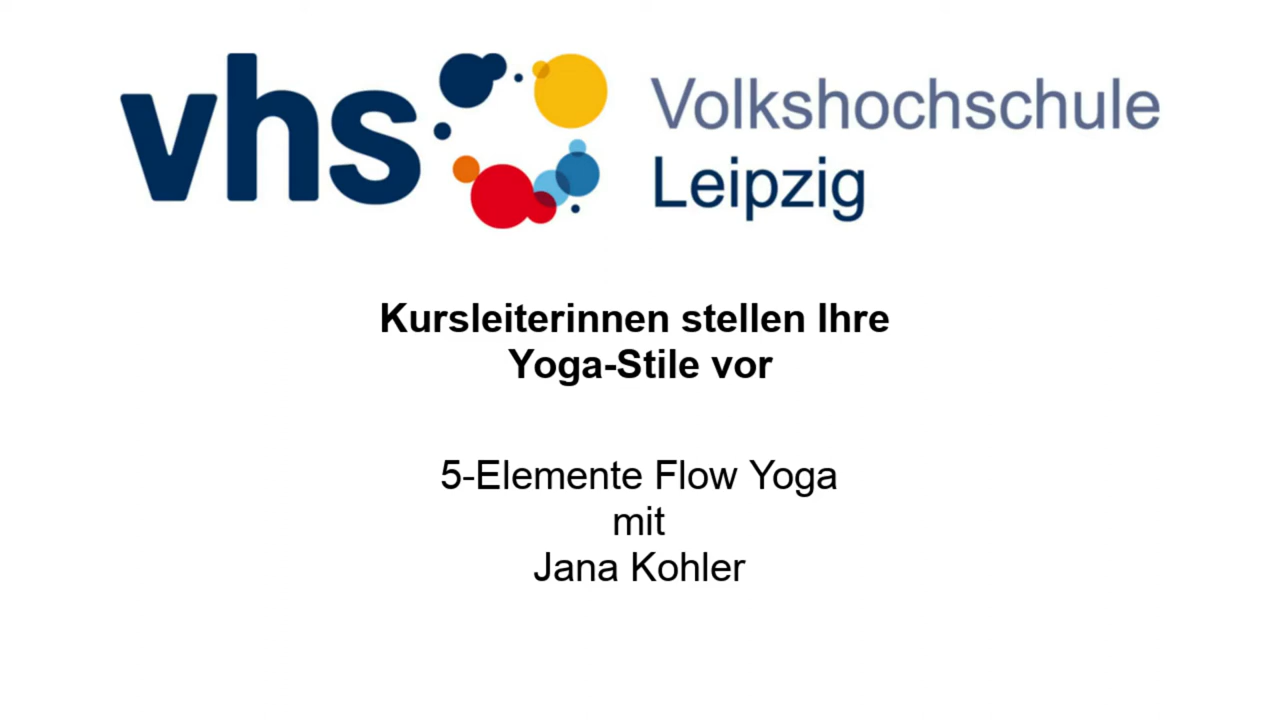 vhs
Volkshochschule
Leipzig
Kursleiterinnen stellen Ihre
Yoga-Stile vor
5-Elemente Flow Yoga
mit
Jana Kohler